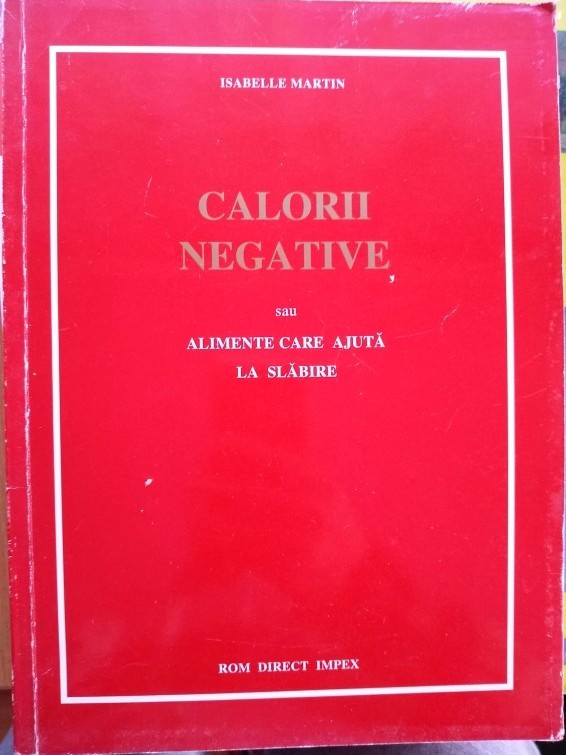 ISABELLE MARTIN
CALORII
NEGATIVE
sau
ALIMENTE CARE AJUTĂ
LA SLĂBIRE
ROM DIRECT IMPEX